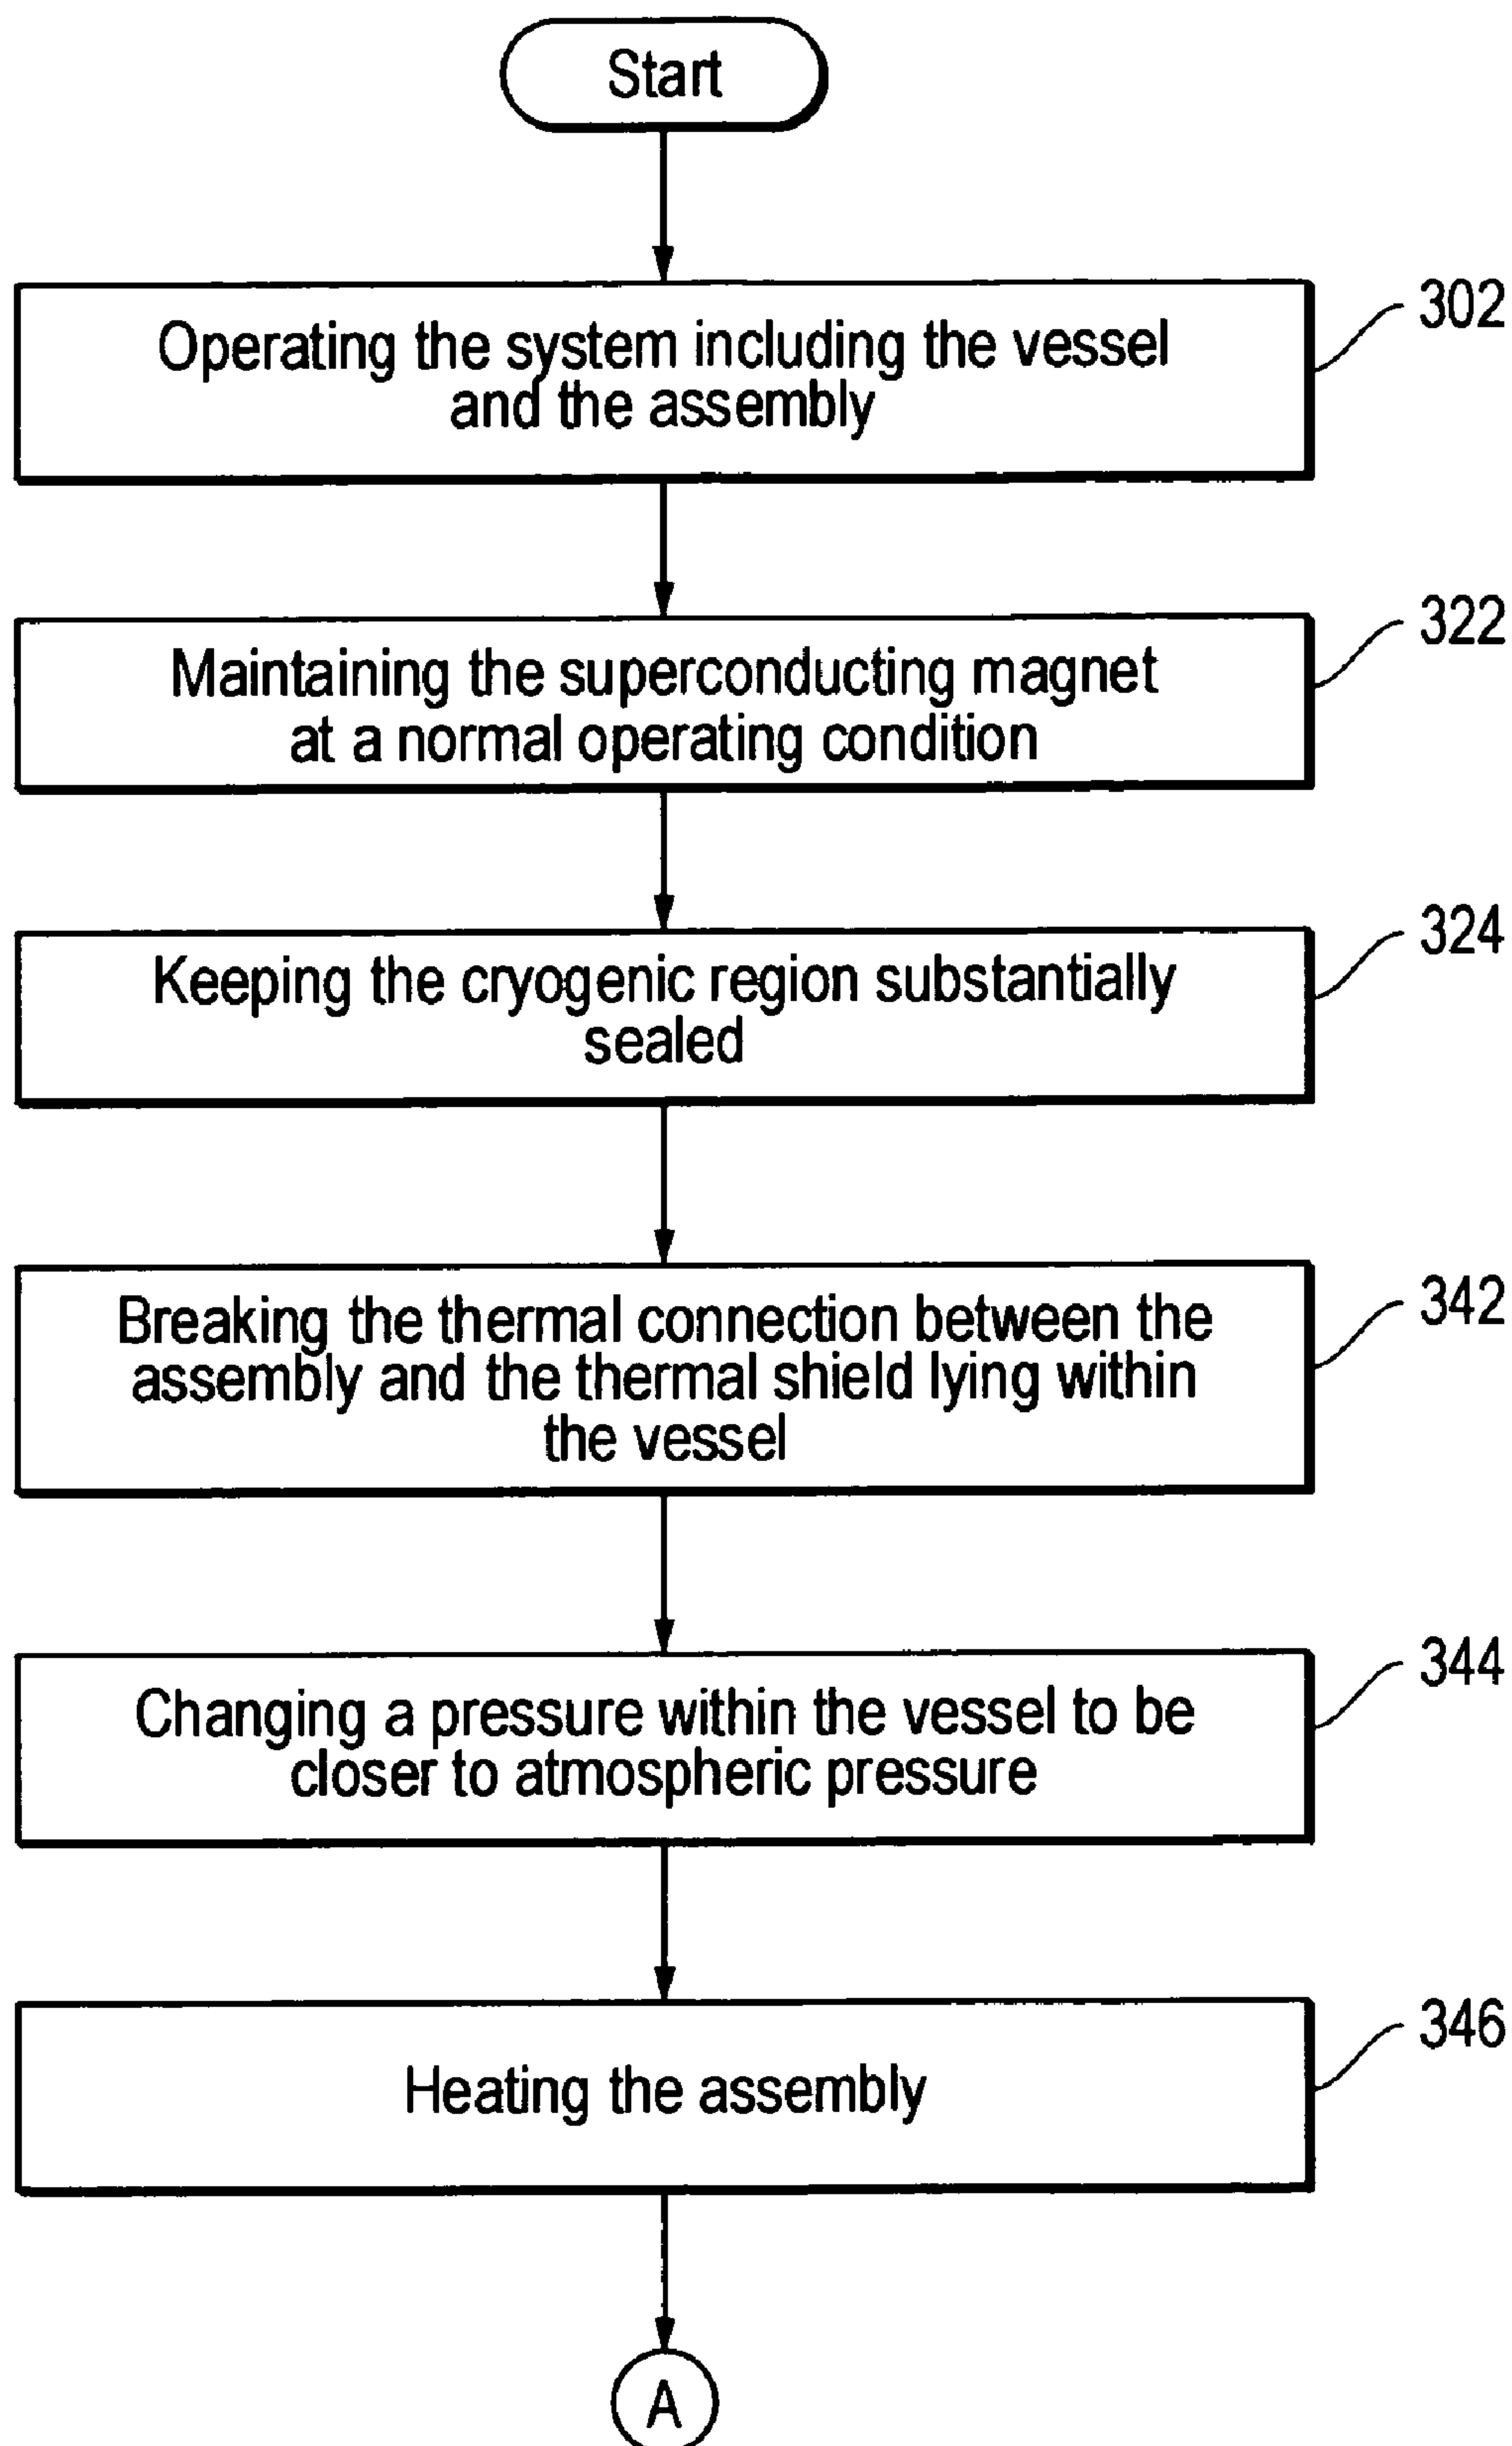 Start
302
Operating the system including the vessel
and the assembly
322
Maintaining the superconducting magnet
at a normal operating condition
324
Keeping the cryogenic region substantially
sealed
342
Breaking the thermal connection between the
assembly and the thermal shield lying within
the vessel
344
Changing a pressure within the vessel to be
closer to atmospheric pressure
346
Heating the assembly
A